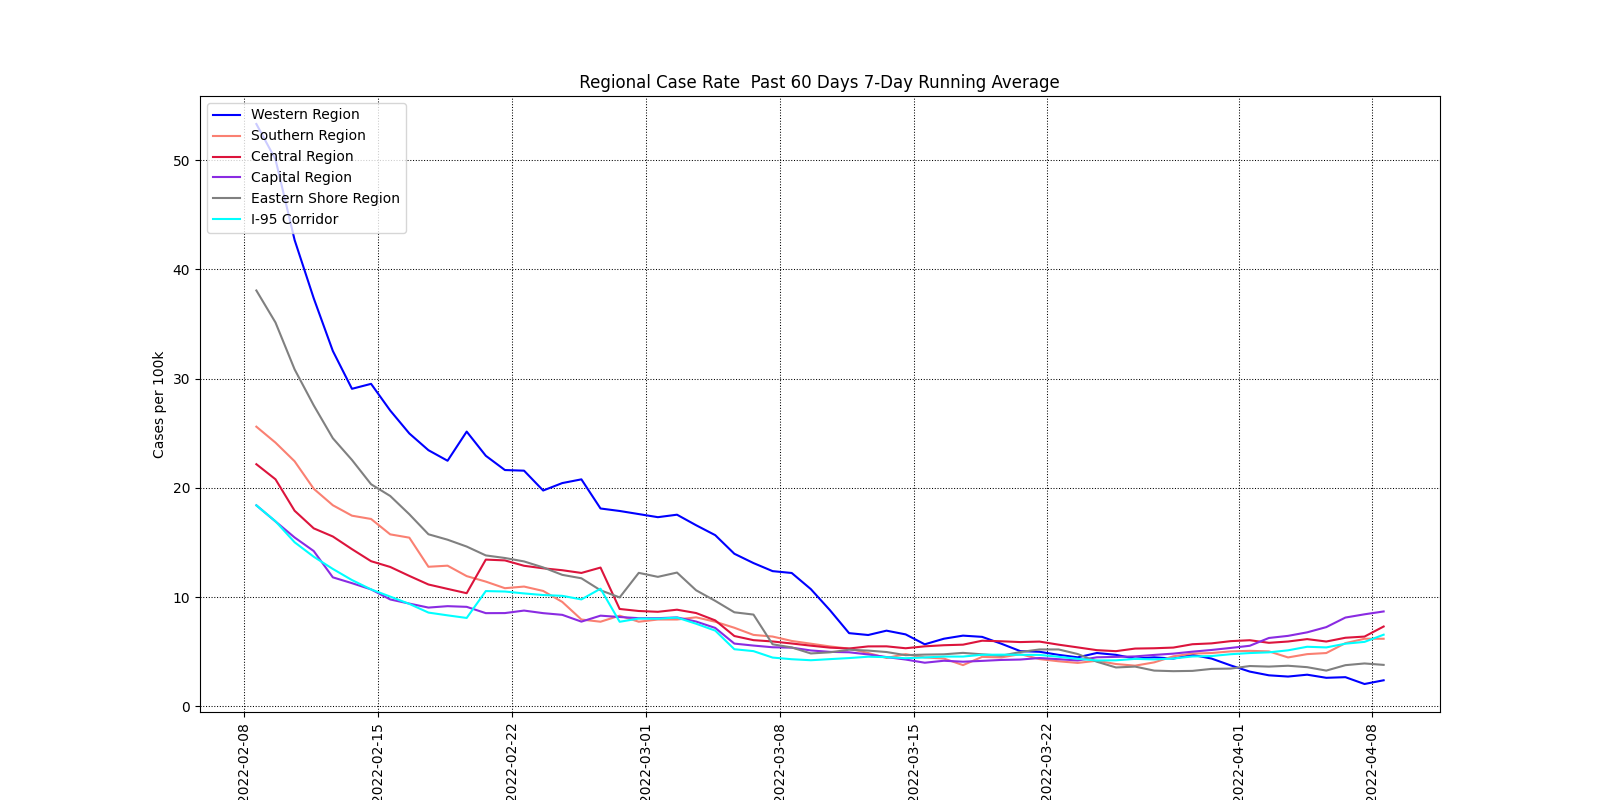 Regional Case Rate  Past 60 Days 7-Day Running Average
Western Region
Southern Region
Central Region
Capital Region
Eastern Shore Region
I-95 Corridor
Cases per 100k
50
40
30
20
10
0
2022-02-08
2022-02-15
2022-02-22
2022-03-01
2022-03-08
2022-03-15
2022-03-22
2022-04-01
2022-04-08